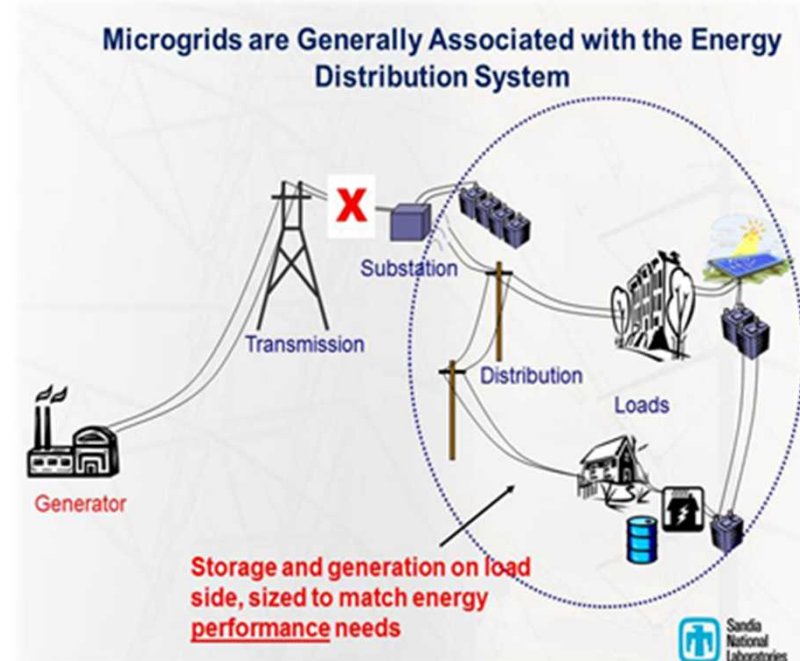 Microgrids are Generally Associated with the Energy
Distribution System
X
Substation
Transmission
Distribution
Loads
Generator
Storage and generation on load
side, sized to match energy
performance needs
Sandia
National
Laboratories